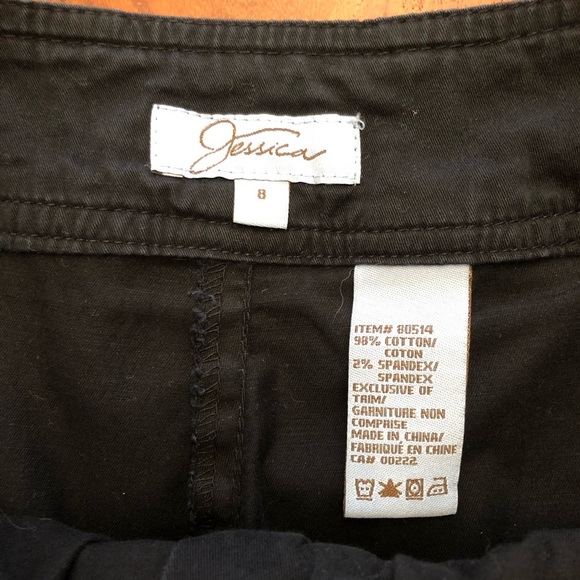 Jessica
8
ITEM# 80514
98% COTTON/
COTON
2% SPANDEX/
SPANDEX
EXCLUSIVE OF
TRIM/
GARNITURE NON
COMPRISE
MADE IN CHINA/
FABRIQUÉ EN CHINE
CA# 00222